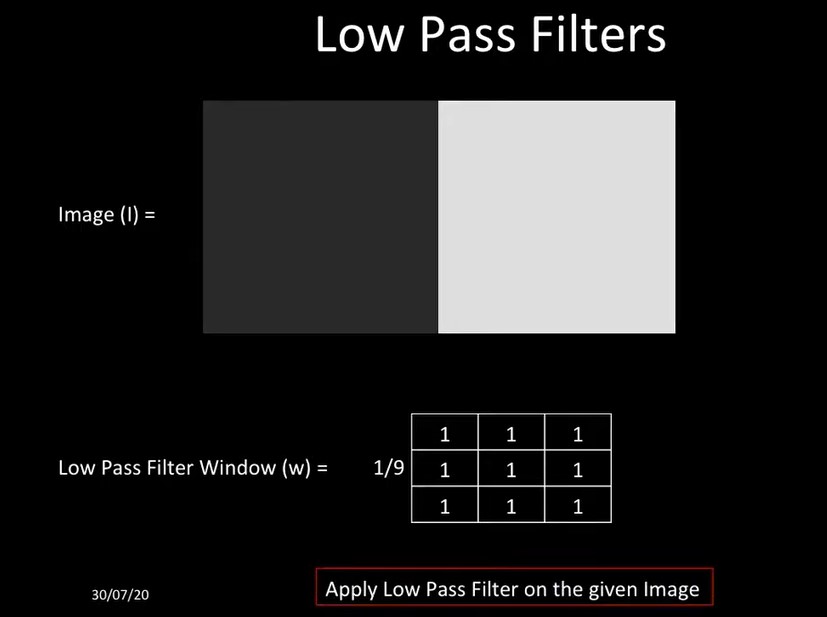 Low Pass Filters
Image (I) =
1 1 1
Low Pass Filter Window (w) = 1/9 1 1 1
1 1 1
Apply Low Pass Filter on the given Image
30/07/20